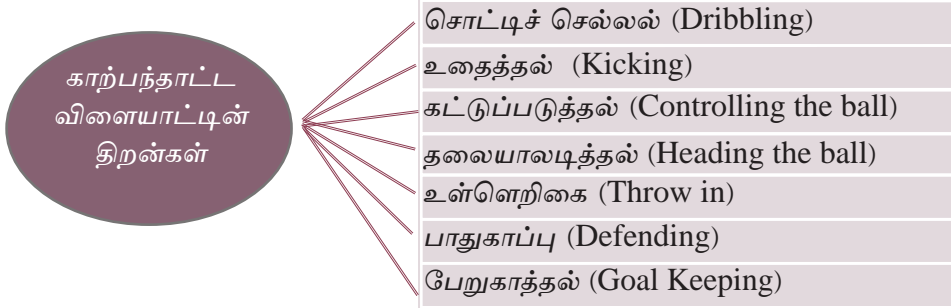 காற்பந்தாட்ட
விளையாட்டின்
திறன்கள்
சொட்டிச் செல்லல் (Dribbling)
உதைத்தல் (Kicking)
கட்டுப்படுத்தல் (Controlling the ball)
தலையாலடித்தல் (Heading the ball)
உள்ளெறிகை (Throw in)
பாதுகாப்பு (Defending)
பேறுகாத்தல் (Goal Keeping)